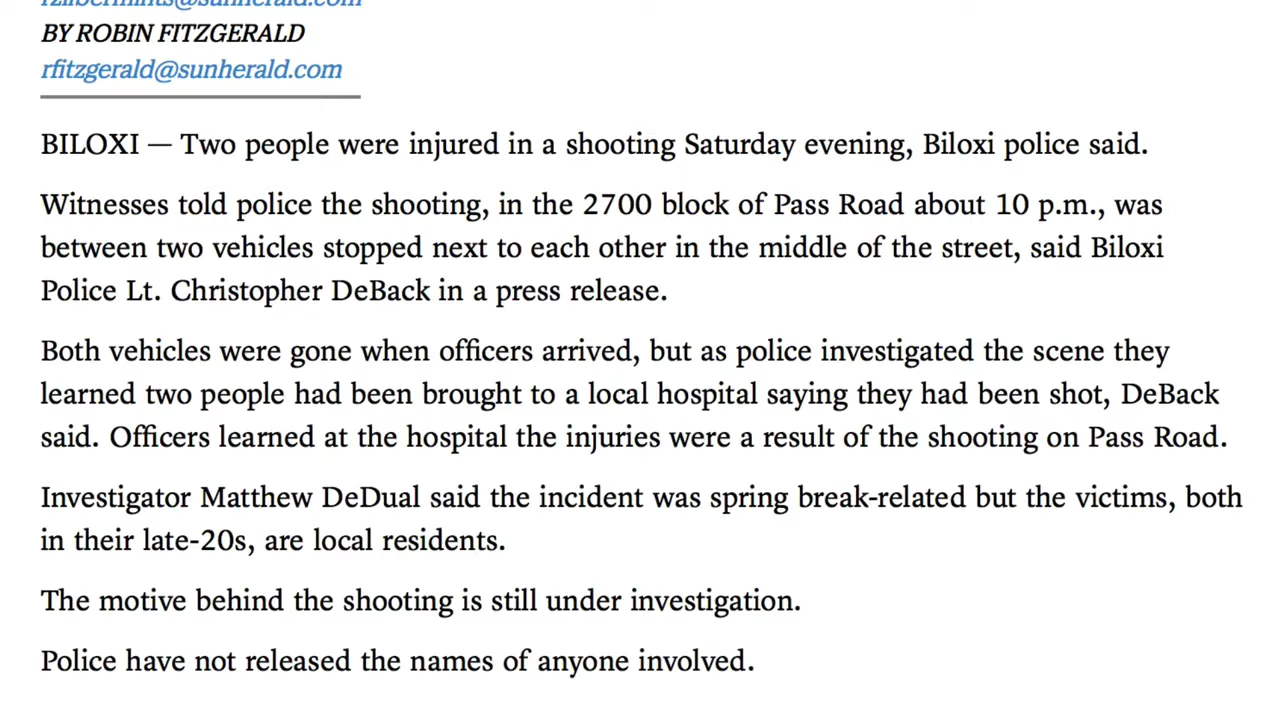 rzilbermints@sunherald.com
BY ROBIN FITZGERALD
rfitzgerald@sunherald.com
BILOXI — Two people were injured in a shooting Saturday evening, Biloxi police said.
Witnesses told police the shooting, in the 2700 block of Pass Road about 10 p.m., was
between two vehicles stopped next to each other in the middle of the street, said Biloxi
Police Lt. Christopher DeBack in a press release.
Both vehicles were gone when officers arrived, but as police investigated the scene they
learned two people had been brought to a local hospital saying they had been shot, DeBack
said. Officers learned at the hospital the injuries were a result of the shooting on Pass Road.
Investigator Matthew DeDual said the incident was spring break-related but the victims, both
in their late-20s, are local residents.
The motive behind the shooting is still under investigation.
Police have not released the names of anyone involved.